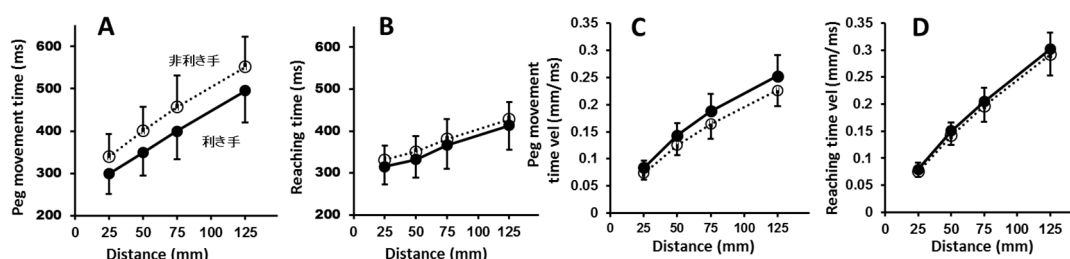 A
Peg movement time (ms)
600
500
400
300
200
非利き手
利き手
0 25 50 75 100 125
Distance (mm)
B
Reaching time (ms)
600
500
400
300
200
0 25 50 75 100 125
Distance (mm)
C
Peg movement
time vel (mm/ms)
0.35
0.3
0.25
0.2
0.15
0.1
0.05
0
0 25 50 75 100 125
Distance (mm)
D
Reaching time vel (mm/ms)
0.35
0.3
0.25
0.2
0.15
0.1
0.05
0
0 25 50 75 100 125
Distance (mm)